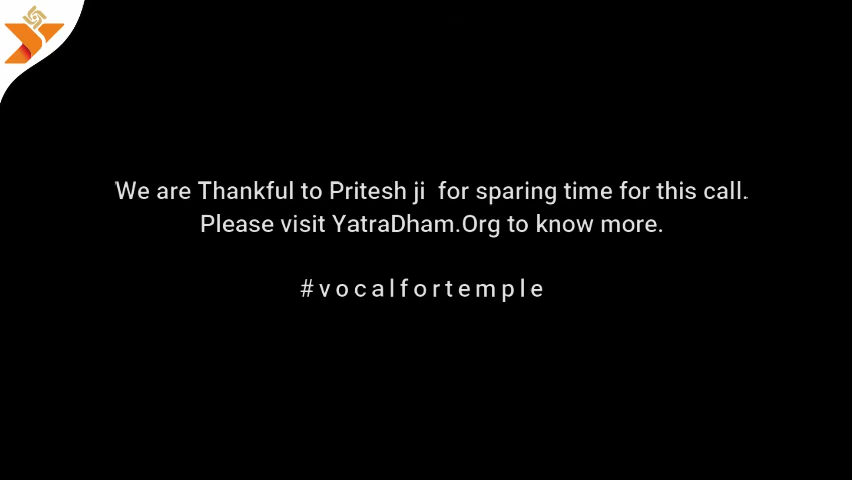 We are Thankful to Pritesh ji  for sparing time for this call.
Please visit YatraDham.Org to know more.
#vocalfortemple